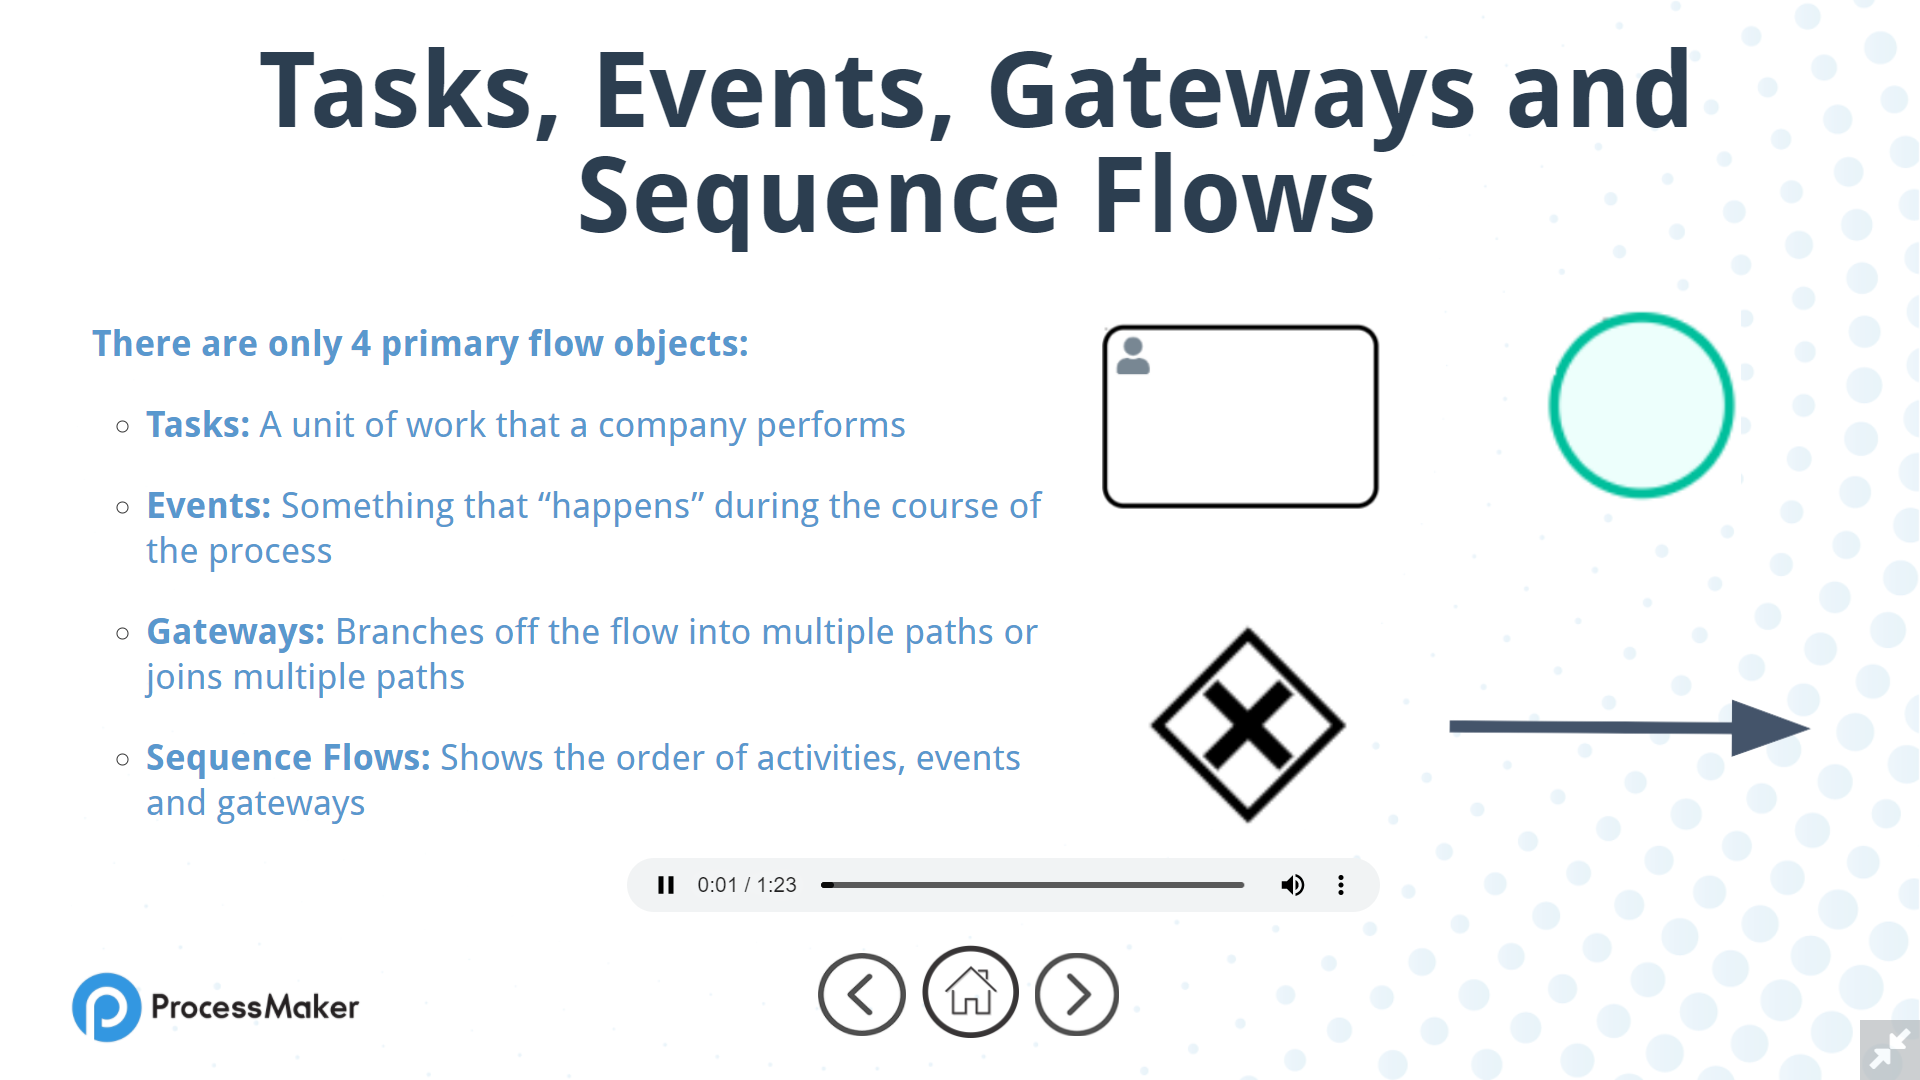 Tasks, Events, Gateways and
Sequence Flows
There are only 4 primary flow objects:
Tasks: A unit of work that a company performs
Events: Something that “happens” during the course of
the process
Gateways: Branches off the flow into multiple paths or
joins multiple paths
Sequence Flows: Shows the order of activities, events
and gateways
0:01 / 1:23
ProcessMaker